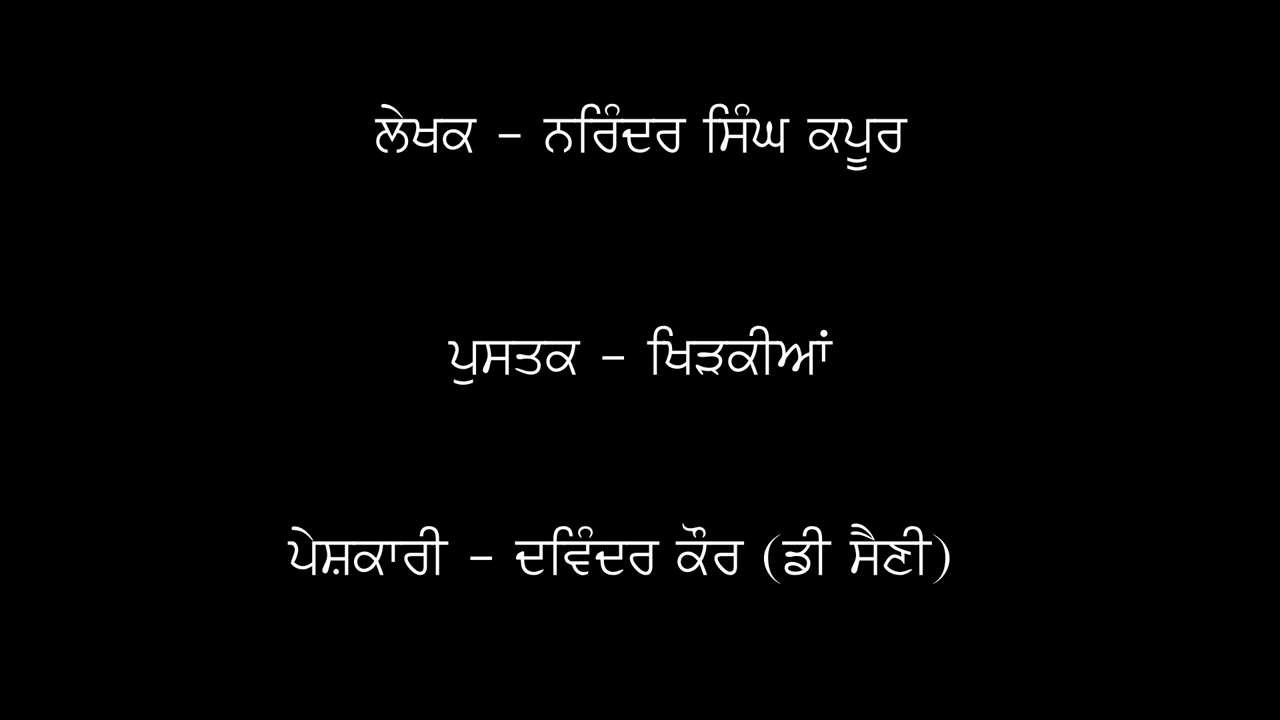 ਲੇਖਕ - ਨਰਿੰਦਰ ਸਿੰਘ ਕਪੂਰ
ਪੁਸਤਕ - ਖਿੜਕੀਆਂ
ਪੇਸ਼ਕਾਰੀ - ਦਵਿੰਦਰ ਕੌਰ (ਡੀ ਸੈਣੀ)